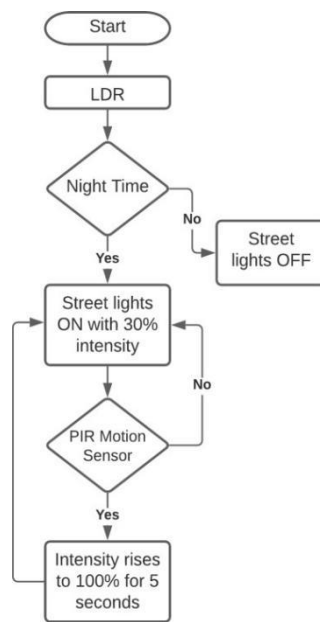 Start
LDR
Night Time
No
Street
lights OFF
Yes
Street lights
ON with 30%
intensity
No
PIR Motion
Sensor
Yes
Intensity rises
to 100% for 5
seconds